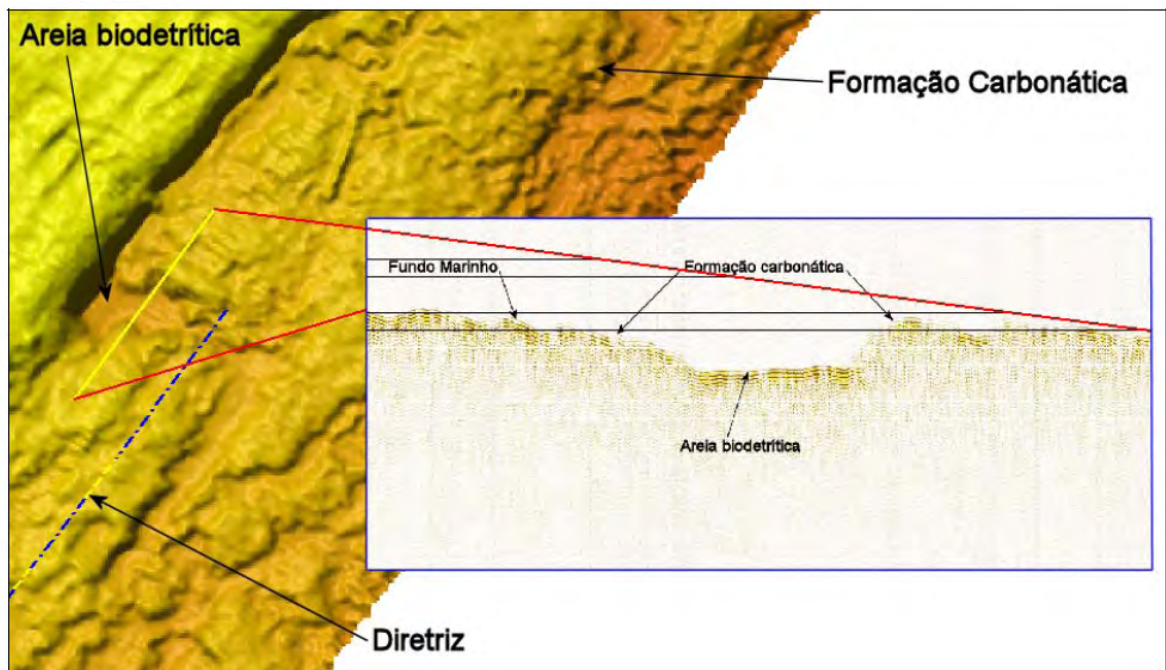 Areia biodetrítica
Formação Carbonática
Fundo Marinho
Formação carbonática
Areia biodetrítica
Diretriz